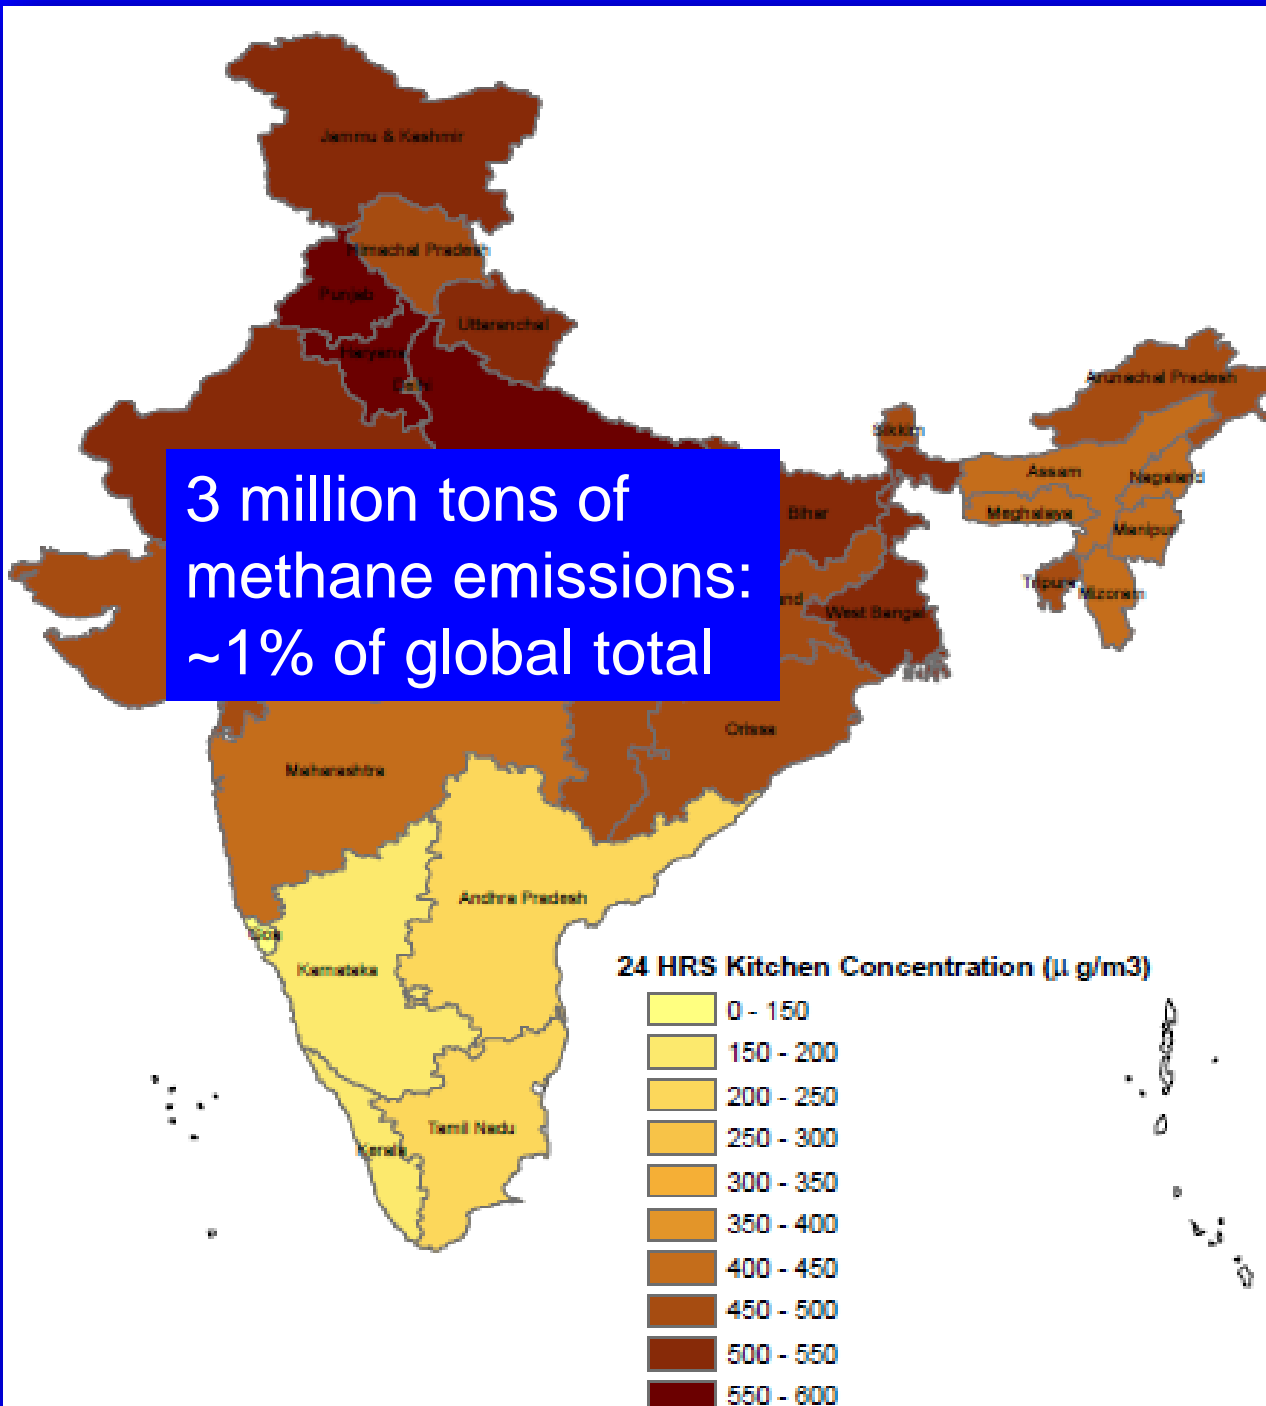 Jammu & Kashmir
Himachal Pradesh
Punjab
Uttaranchal
Haryana
Delhi
Arunachal Pradesh
Sikkim
Assam
Nagaland
Meghalaya
Manipur
Bihar
Tripura
Mizoram
and
West Bangal
3 million tons of
methane emissions:
~1% of global total
Orissa
Maharashtra
Andhra Pradesh
Goa
Karnataka
Tamil Nadu
Kerala
24 HRS Kitchen Concentration (µ g/m3)
0 - 150
150 - 200
200 - 250
250 - 300
300 - 350
350 - 400
400 - 450
450 - 500
500 - 550
550 - 600